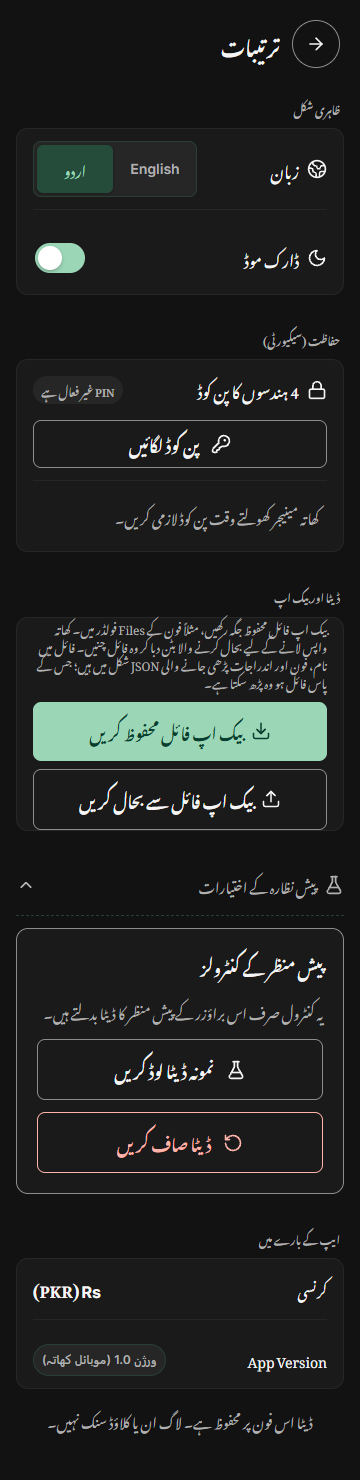 ترتیبات
ظاہری شکل
زبان
اردو
English
ڈارک موڈ
حفاظت (سیکیورٹی)
4 ہندسوں کا پن کوڈ
PIN غیر فعال ہے
پن کوڈ لگائیں
کھاتہ مینیجر کھولتے وقت پن کوڈ لازمی کریں۔
ڈیٹا اور بیک اپ
بیک اپ فائل محفوظ جگہ رکھیں، مثلاً فون کے Files فولڈر میں۔ کھاتہ
واپس لانے کے لیے بحال کرنے والا بٹن دبا کر وہ فائل چنیں۔ فائل میں
نام، فون اور اندراجات پڑھی جانے والی JSON شکل میں ہیں؛ جس کے
پاس فائل ہو وہ پڑھ سکتا ہے۔
بیک اپ فائل محفوظ کریں
بیک اپ فائل سے بحال کریں
پیش نظارہ کے اختیارات
پیش منظر کے کنٹرولز
یہ کنٹرول صرف اس براؤزر کے پیش منظر کا ڈیٹا بدلتے ہیں۔
نمونہ ڈیٹا لوڈ کریں
ڈیٹا صاف کریں
ایپ کے بارے میں
کرنسی
Rs (PKR)
App Version
ورژن 1.0 (موبائل کھاتہ)
ڈیٹا اس فون پر محفوظ ہے۔ لاگ ان یا کلاؤڈ سنک نہیں۔